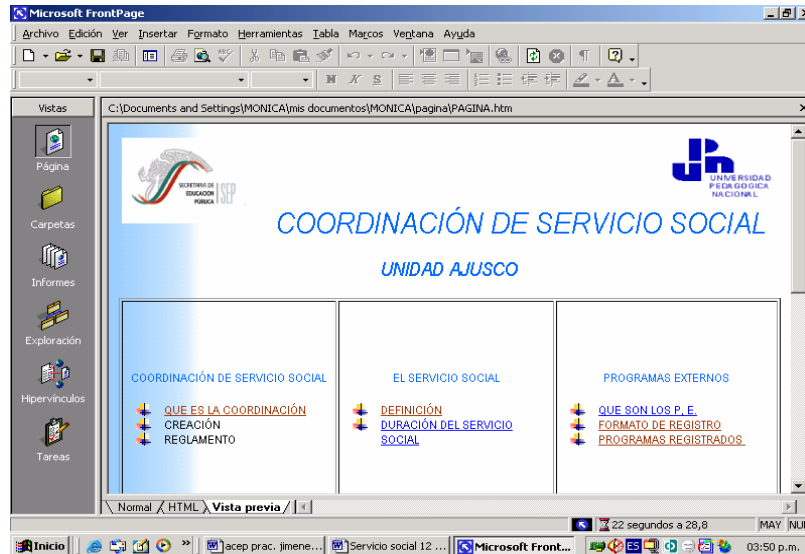 Microsoft FrontPage
Archivo Edición Ver Insertar Formato Herramientas Tabla Marcos Ventana Ayuda
N K S
Vistas
C:\Documents and Settings\MONICA\mis documentos\MONICA\pagina\PAGINA.htm
Página
Carpetas
Informes
Exploración
Hipervínculos
Tareas
SECRETARIA DE
EDUCACIÓN
PÚBLICA
SEP
UNIVERSIDAD
PEDAGOGICA
NACIONAL
COORDINACIÓN DE SERVICIO SOCIAL
UNIDAD AJUSCO
COORDINACIÓN DE SERVICIO SOCIAL
QUE ES LA COORDINACIÓN
CREACIÓN
REGLAMENTO
EL SERVICIO SOCIAL
DEFINICIÓN
DURACIÓN DEL SERVICIO
SOCIAL
PROGRAMAS EXTERNOS
QUE SON LOS P, E.
FORMATO DE REGISTRO
PROGRAMAS REGISTRADOS
Normal HTML Vista previa
22 segundos a 28,8 MAY NU
Inicio » acep prac. jimene... Servicio social 12 ... Microsoft Front... ES 03:50 p.m.